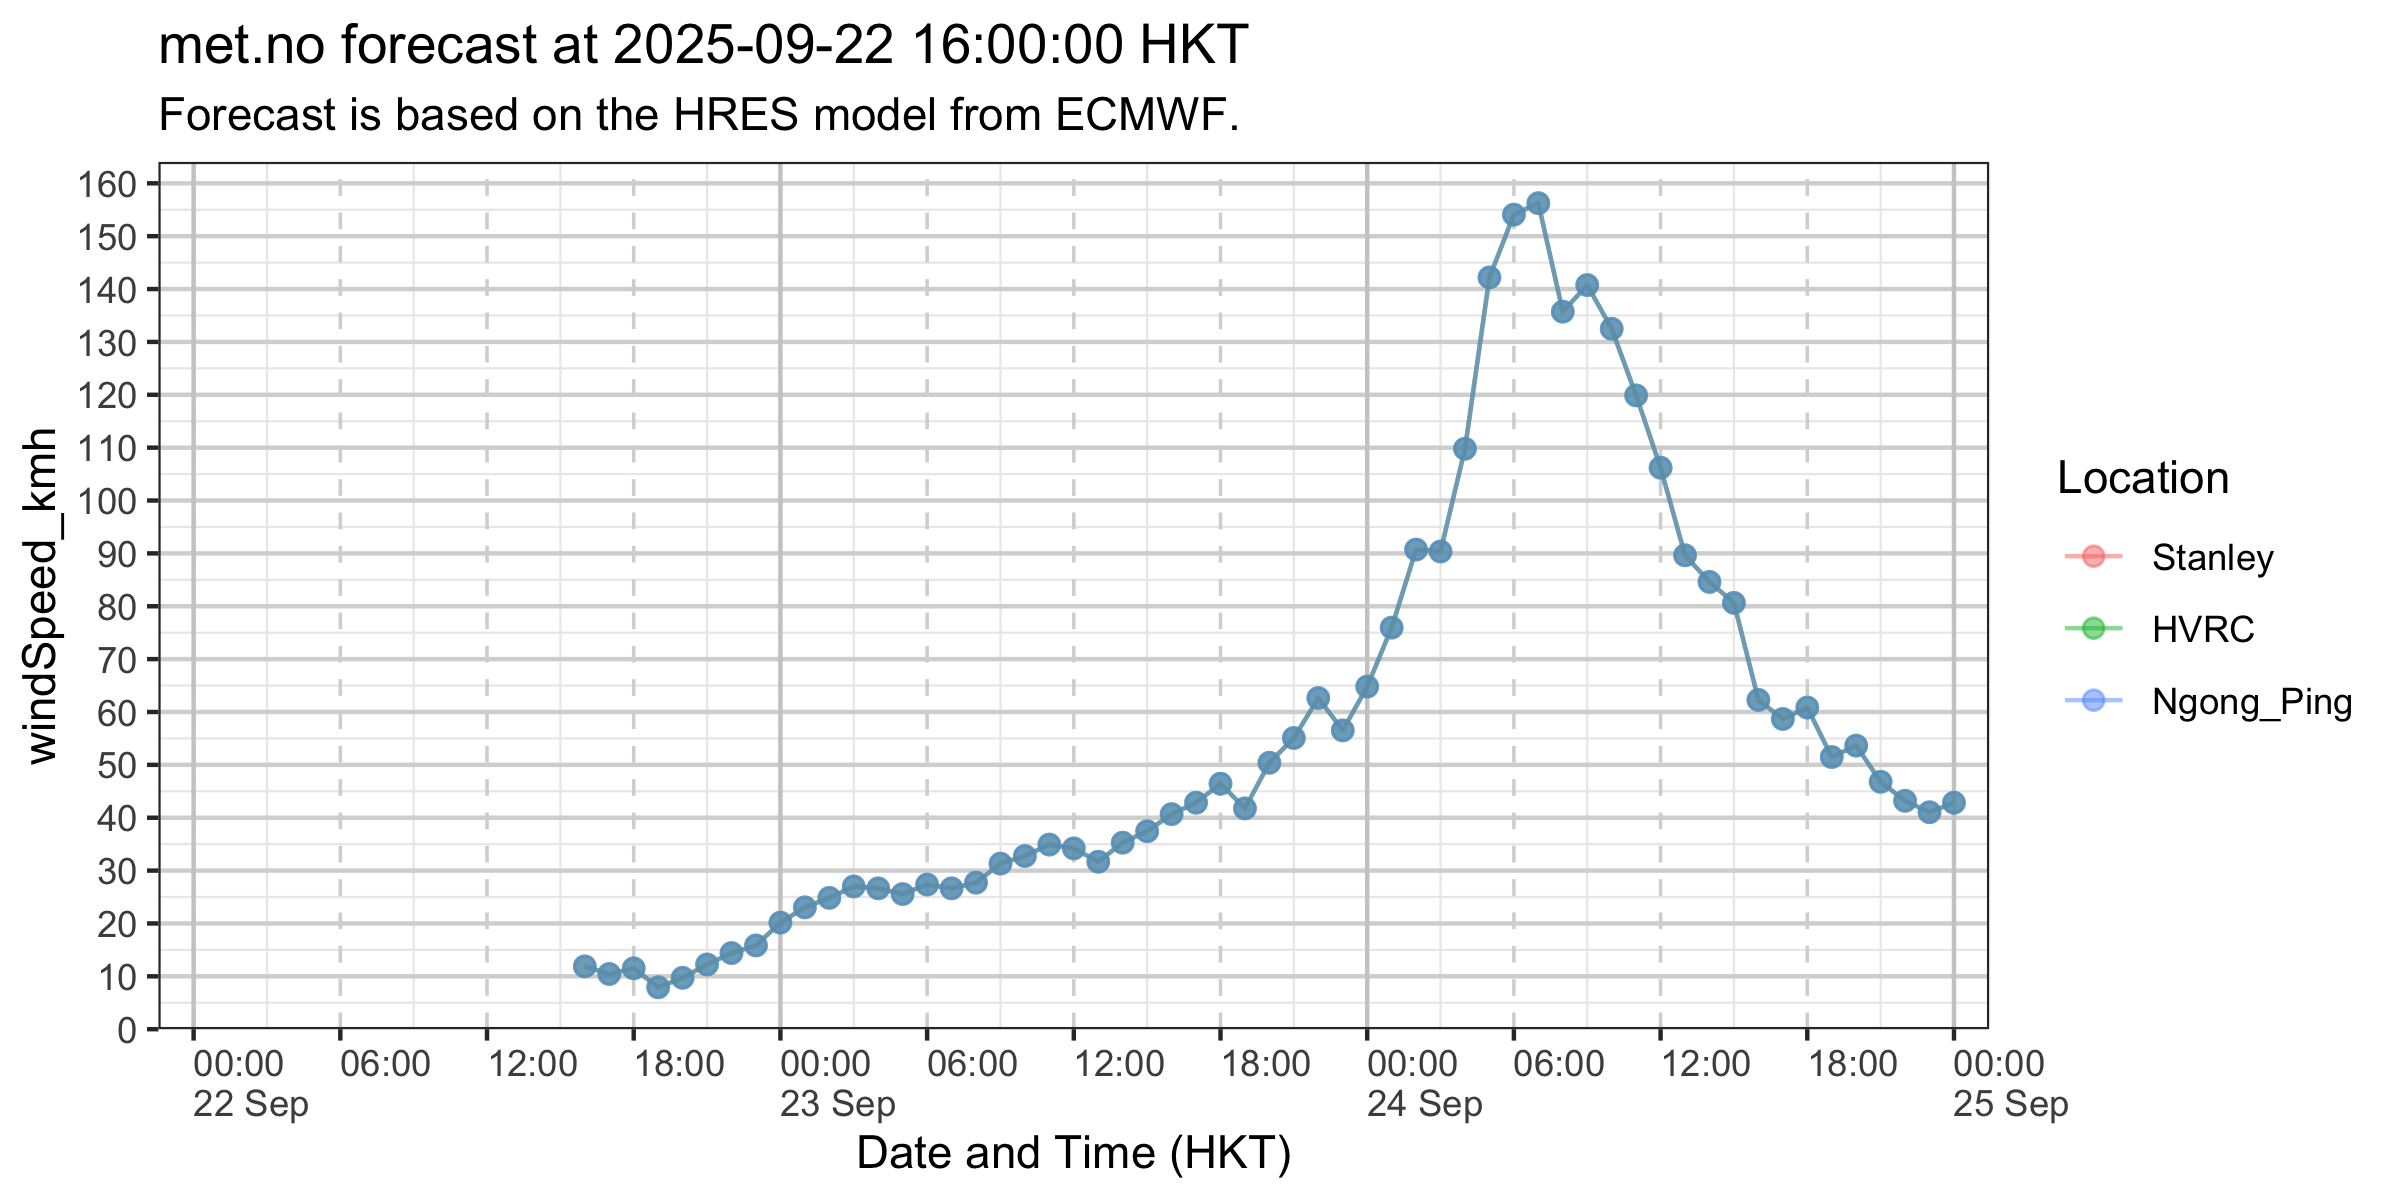 met.no forecast at 2025-09-22 16:00:00 HKT
Forecast is based on the HRES model from ECMWF.
windSpeed_kmh
160
150
140
130
120
110
100
90
80
70
60
50
40
30
20
10
0
00:00 06:00 12:00 18:00 00:00 06:00 12:00 18:00 00:00 06:00 12:00 18:00 00:00
22 Sep 23 Sep 24 Sep 25 Sep
Date and Time (HKT)
Location
Stanley
HVRC
Ngong_Ping